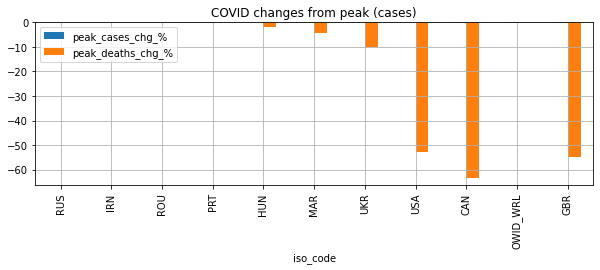 COVID changes from peak (cases)
peak_cases_chg_%
peak_deaths_chg_%
0
−10
−20
−30
−40
−50
−60
RUS
IRN
ROU
PRT
HUN
MAR
UKR
USA
CAN
OWID_WRL
GBR
iso_code